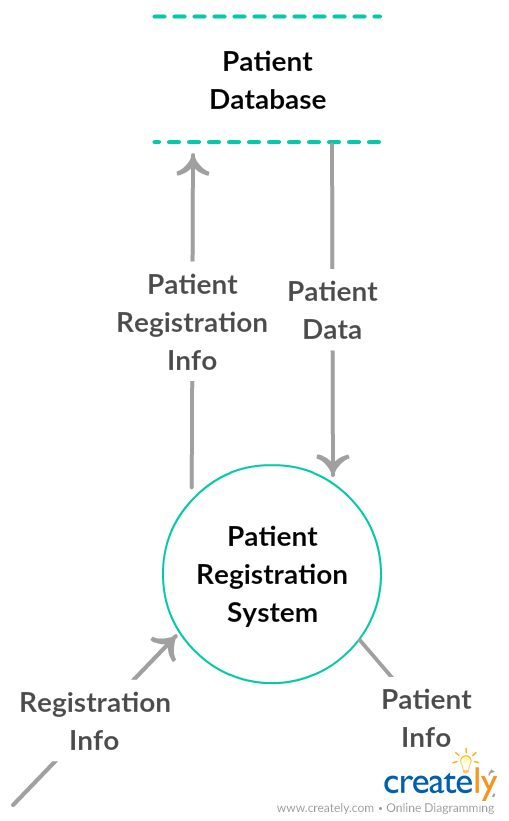 Patient
Database
Patient
Registration
Info
Patient
Data
Patient
Registration
System
Registration
Info
Patient
Info
creately
www.creately.com • Online Diagramming